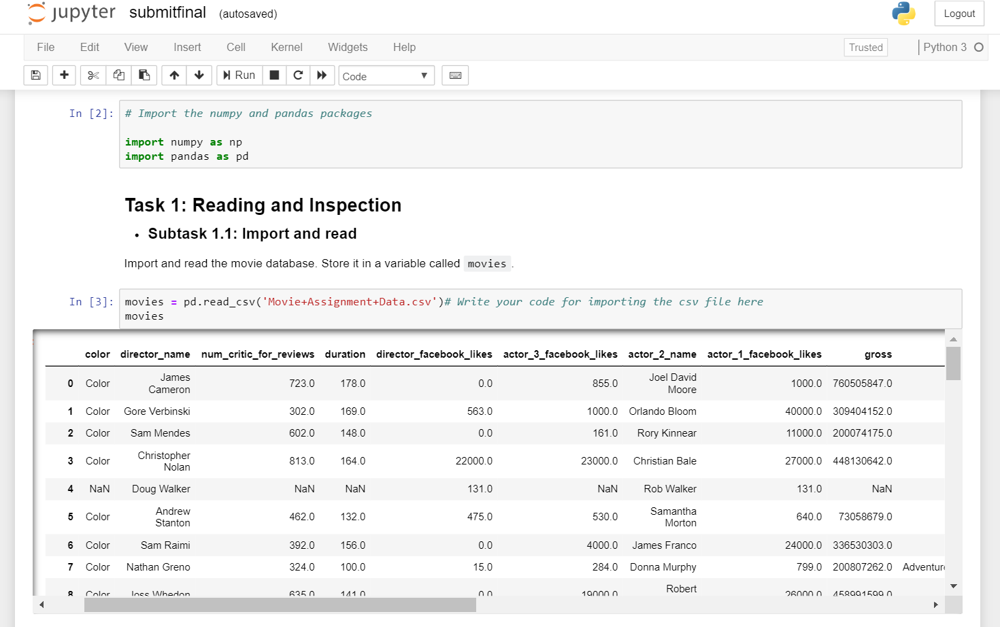 jupyter submitfinal (autosaved) Logout
File Edit View Insert Cell Kernel Widgets Help Trusted Python 3
Run Code
In [2]: # Import the numpy and pandas packages
import numpy as np
import pandas as pd
Task 1: Reading and Inspection
• Subtask 1.1: Import and read
Import and read the movie database. Store it in a variable called movies .
In [3]: movies = pd.read_csv('Movie+Assignment+Data.csv')# Write your code for importing the csv file here
movies
color director_name num_critic_for_reviews duration director_facebook_likes actor_3_facebook_likes actor_2_name actor_1_facebook_likes gross
0 Color James Cameron 723.0 178.0 0.0 855.0 Joel David Moore 1000.0 760505847.0
1 Color Gore Verbinski 302.0 169.0 563.0 1000.0 Orlando Bloom 40000.0 309404152.0
2 Color Sam Mendes 602.0 148.0 0.0 161.0 Rory Kinnear 11000.0 200074175.0
3 Color Christopher Nolan 813.0 164.0 22000.0 23000.0 Christian Bale 27000.0 448130642.0
4 NaN Doug Walker NaN NaN 131.0 NaN Rob Walker 131.0 NaN
5 Color Andrew Stanton 462.0 132.0 475.0 530.0 Samantha Morton 640.0 73058679.0
6 Color Sam Raimi 392.0 156.0 0.0 4000.0 James Franco 24000.0 336530303.0
7 Color Nathan Greno 324.0 100.0 15.0 284.0 Donna Murphy 799.0 200807262.0 Adventure
8 Color Joss Whedon 635.0 141.0 0.0 19000.0 Robert 26000.0 458991599.0